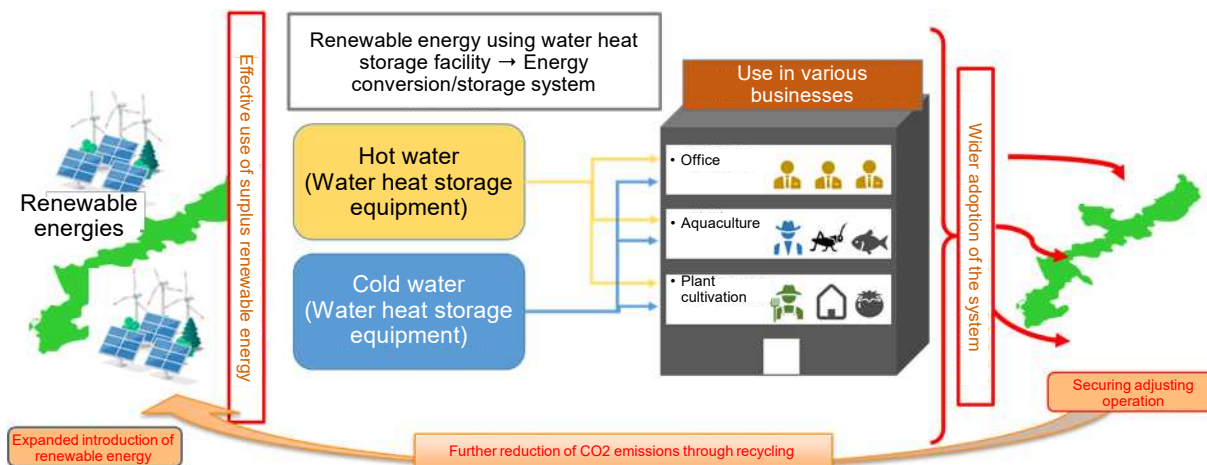 Renewable energy using water heat
storage facility → Energy
conversion/storage system
Effective use of surplus renewable energy
Renewable
energies
Hot water
(Water heat storage
equipment)
Cold water
(Water heat storage
equipment)
Use in various
businesses
• Office
• Aquaculture
• Plant
cultivation
Wider adoption of the system
Securing adjusting
operation
Expanded introduction of
renewable energy
Further reduction of CO2 emissions through recycling